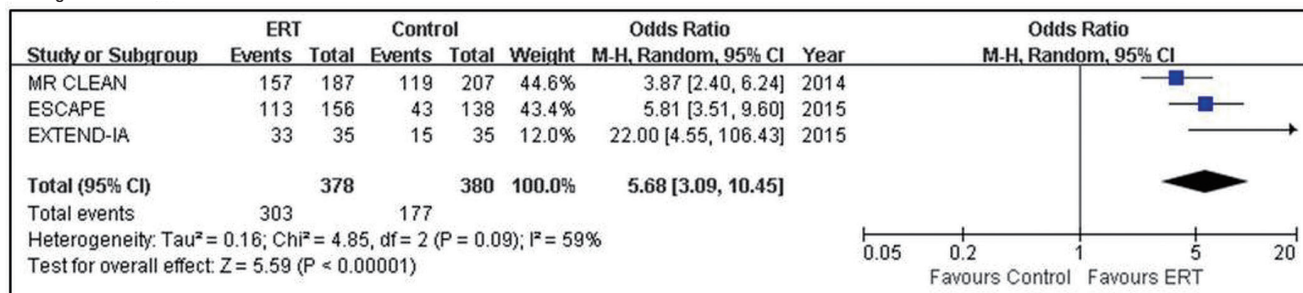 ERT Control Odds Ratio Odds Ratio
Study or Subgroup Events Total Events Total Weight M-H, Random, 95% CI Year M-H, Random, 95% CI
MR CLEAN 157 187 119 207 44.6% 3.87 [2.40, 6.24] 2014
ESCAPE 113 156 43 138 43.4% 5.81 [3.51, 9.60] 2015
EXTEND-IA 33 35 15 35 12.0% 22.00 [4.55, 106.43] 2015
Total (95% CI) 378 380 100.0% 5.68 [3.09, 10.45]
Total events 303 177
Heterogeneity: Tau² = 0.16; Chi² = 4.85, df = 2 (P = 0.09); I² = 59%
Test for overall effect: Z = 5.59 (P < 0.00001)
0.05 0.2 1 5 20
Favours Control Favours ERT